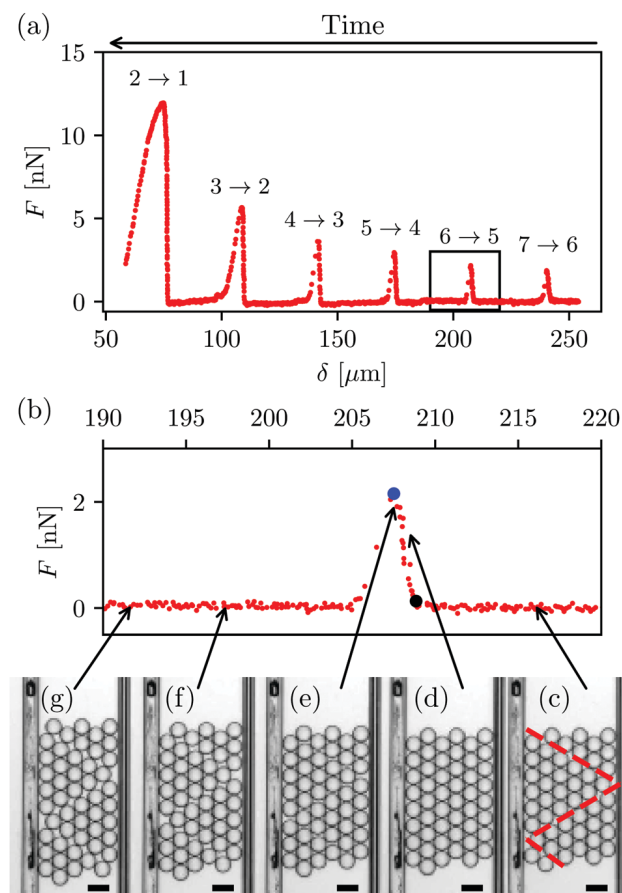 (a)
Time
15
10
5
0
F [nN]
2 → 1
3 → 2
4 → 3
5 → 4
6 → 5
7 → 6
50 100 150 200 250
δ [μm]
(b)
190 195 200 205 210 215 220
2
0
F [nN]
(g) (f) (e) (d) (c)